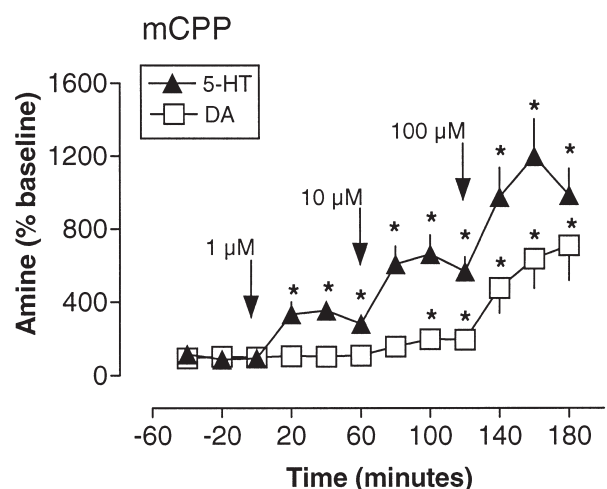 mCPP
5-HT
DA
1600
1200
800
400
0
Amine (% baseline)
1 μM
10 μM
100 μM
* * * * * * * * *
* * * * *
-60 -20 20 60 100 140 180
Time (minutes)